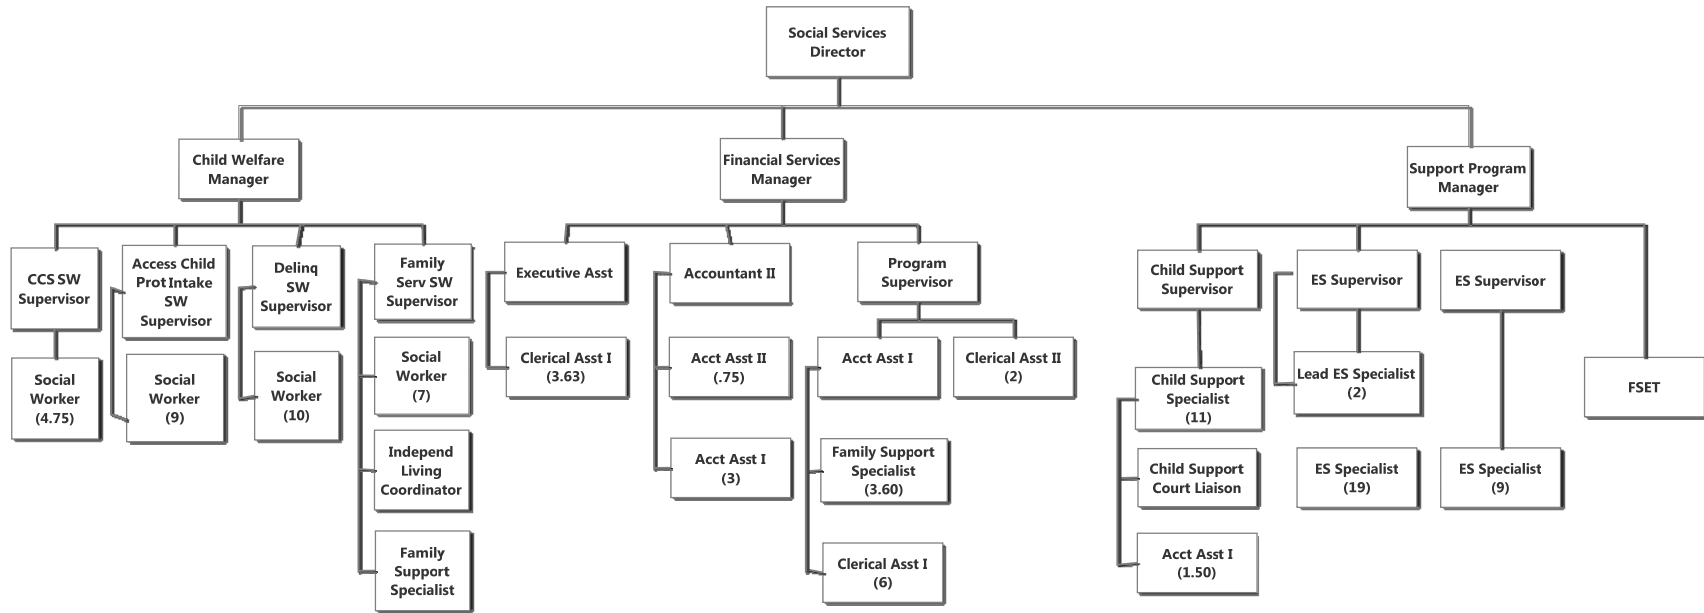 Social Services
Director
Child Welfare
Manager
Financial Services
Manager
Support Program
Manager
CCS SW
Supervisor
Access Child
Prot Intake
SW
Supervisor
Delinq
SW
Supervisor
Family
Serv SW
Supervisor
Executive Asst
Accountant II
Program
Supervisor
Child Support
Supervisor
ES Supervisor
ES Supervisor
Social
Worker
(4.75)
Social
Worker
(9)
Social
Worker
(10)
Social
Worker
(7)
Clerical Asst I
(3.63)
Acct Asst II
(.75)
Acct Asst I
Clerical Asst II
(2)
Child Support
Specialist
(11)
Lead ES Specialist
(2)
FSET
Independ
Living
Coordinator
Acct Asst I
(3)
Family Support
Specialist
(3.60)
Child Support
Court Liaison
ES Specialist
(19)
ES Specialist
(9)
Family
Support
Specialist
Clerical Asst I
(6)
Acct Asst I
(1.50)